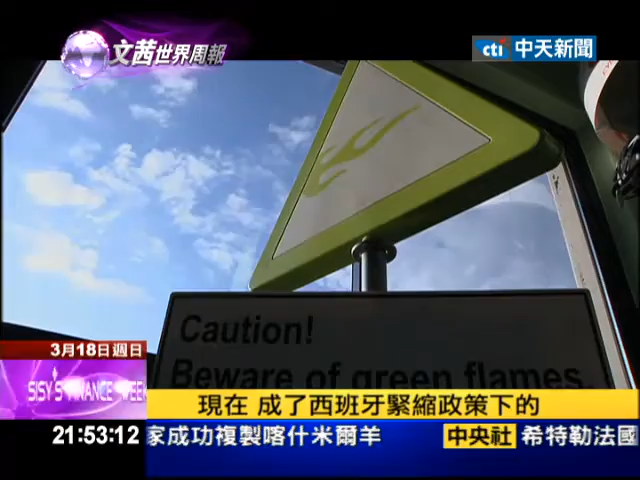 文茜世界周報
cti 中天新聞
Caution!
Beware of green flames.
3月18日週日
SISY'S FINANCE WEEK
現在 成了西班牙緊縮政策下的
21:53:12 家成功複製喀什米爾羊 中央社 希特勒法國